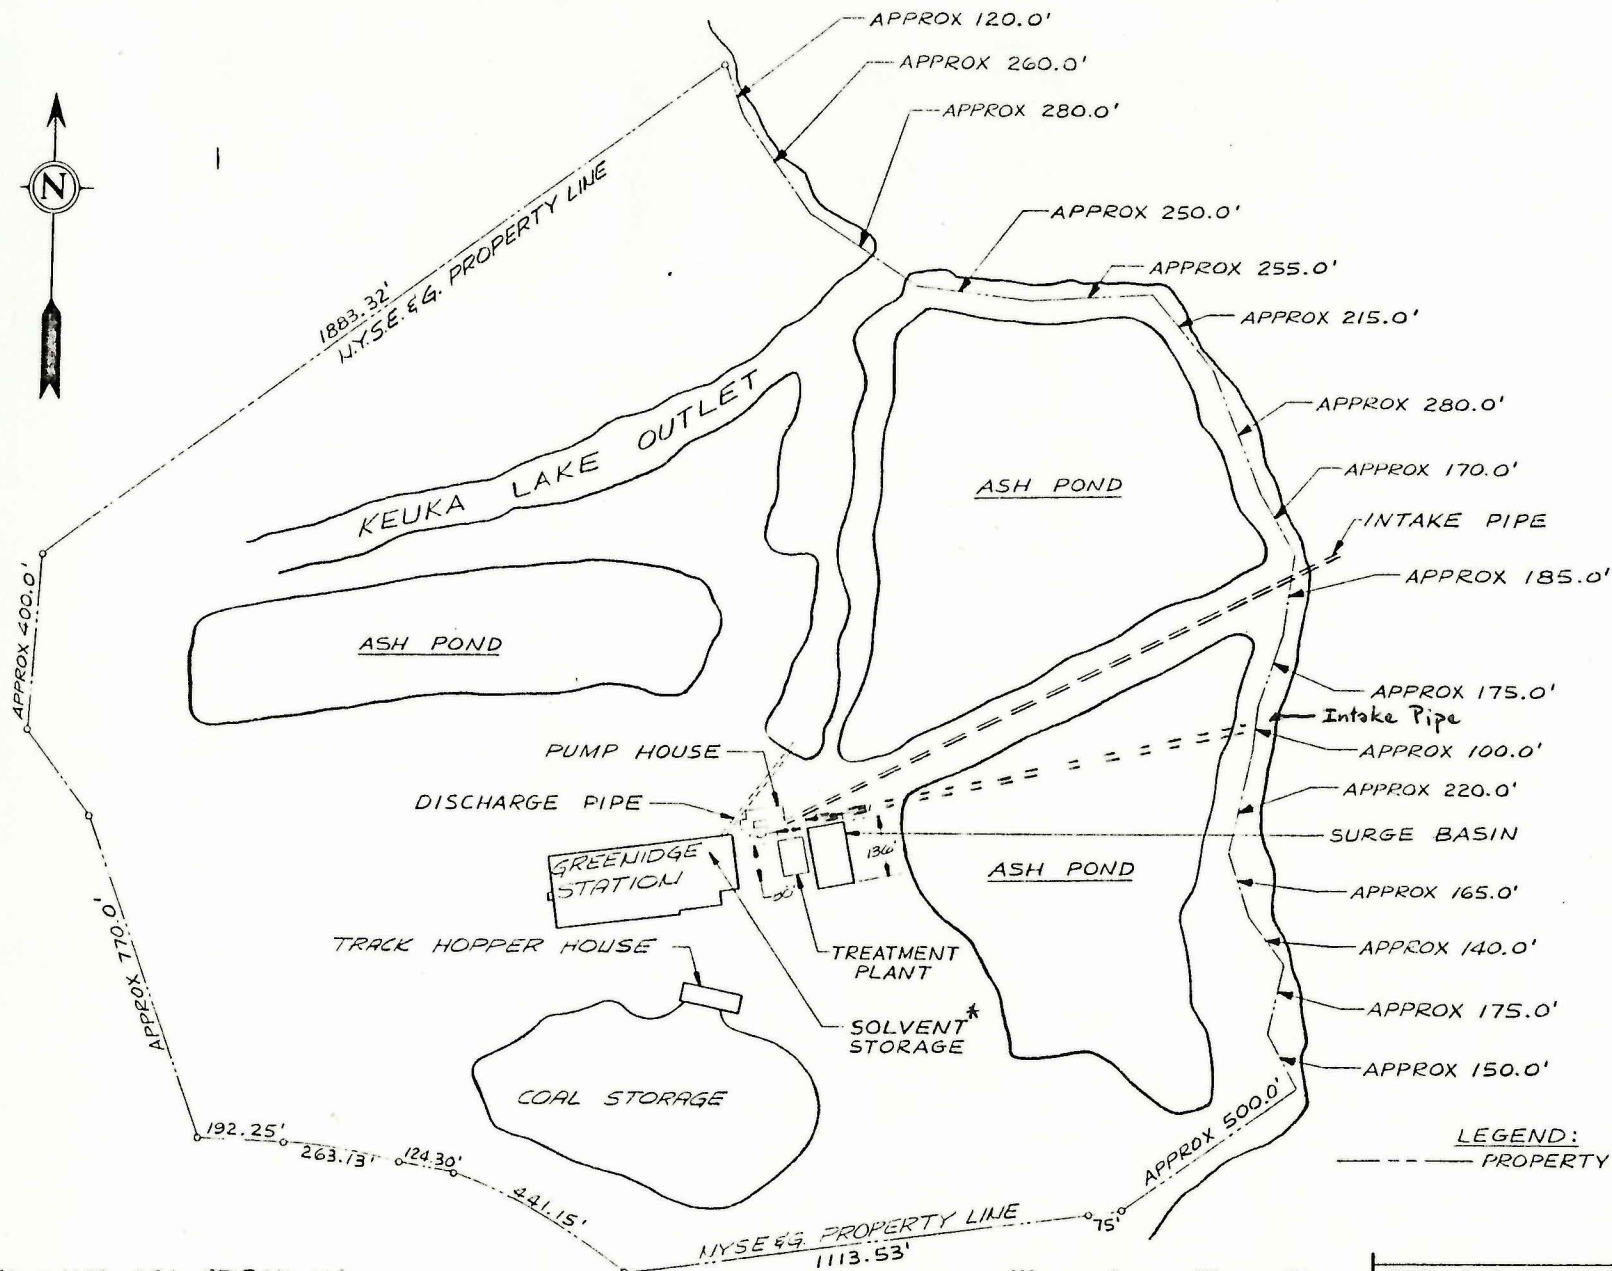 APPROX 120.0'
APPROX 260.0'
APPROX 280.0'
N
APPROX 250.0'
APPROX 255.0'
APPROX 215.0'
1883.32'
N.Y.S.E. & G. PROPERTY LINE
KEUKA LAKE OUTLET
APPROX 280.0'
APPROX 170.0'
ASH POND
INTAKE PIPE
APPROX 185.0'
APPROX 400.0'
ASH POND
APPROX 175.0'
Intake Pipe
PUMP HOUSE
APPROX 100.0'
DISCHARGE PIPE
APPROX 220.0'
SURGE BASIN
GREENIDGE
STATION
136'
ASH POND
APPROX 165.0'
APPROX 770.0'
TRACK HOPPER HOUSE
TREATMENT
PLANT
APPROX 140.0'
APPROX 175.0'
SOLVENT*
STORAGE
APPROX 150.0'
COAL STORAGE
APPROX 500.0'
192.25'
263.13'
124.30'
441.15'
LEGEND:
PROPERTY
NYSE &G. PROPERTY LINE
1113.53'
75'